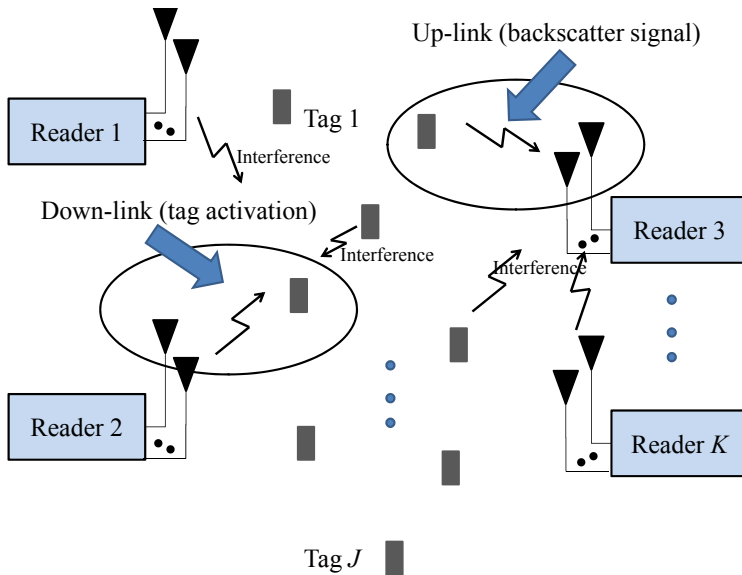 Up-link (backscatter signal)
Reader 1
Tag 1
Interference
Down-link (tag activation)
Reader 3
Interference
Interference
Reader 2
Reader K
Tag J